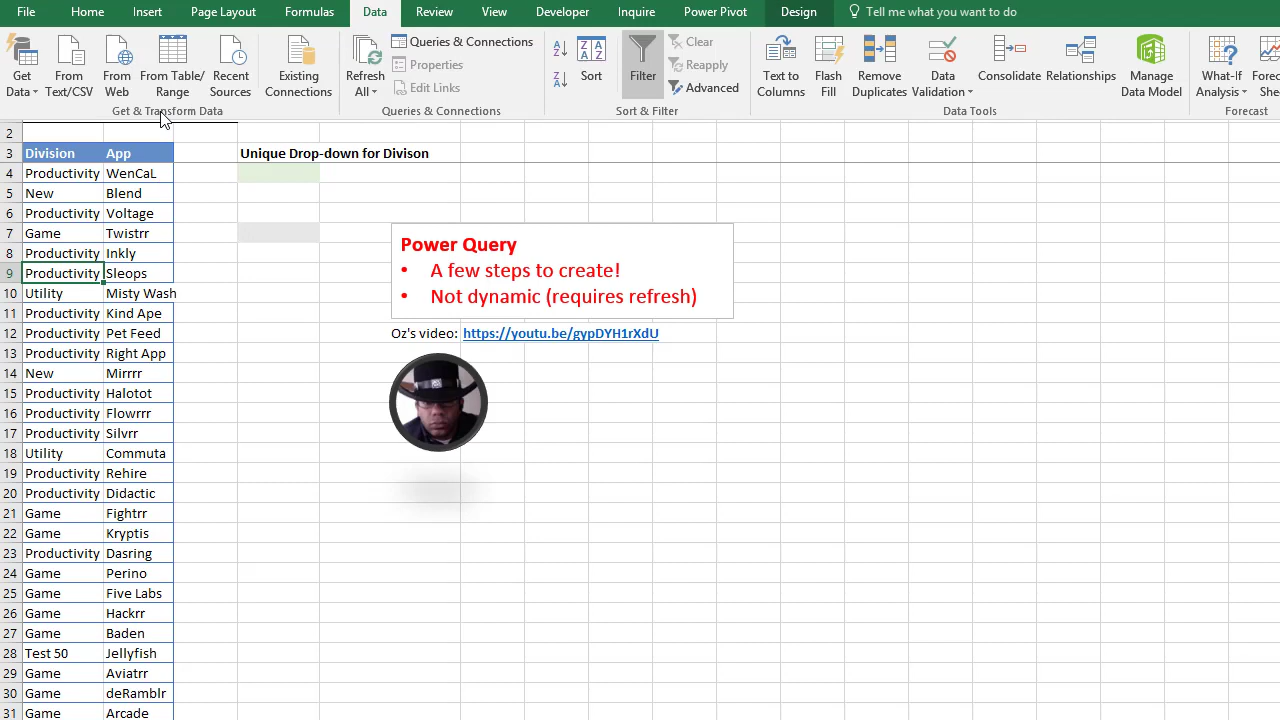 File Home Insert Page Layout Formulas Data Review View Developer Inquire Power Pivot Design Tell me what you want to do
Get Data
From Text/CSV
From Web
From Table/ Range
Recent Sources
Existing Connections
Get & Transform Data
Refresh All
Queries & Connections
Properties
Edit Links
Queries & Connections
Sort
Filter
Clear
Reapply
Advanced
Sort & Filter
Text to Columns
Flash Fill
Remove Duplicates
Data Validation
Consolidate
Relationships
Manage Data Model
Data Tools
What-If Analysis
Forec
She
Forecast
2
3 Division App Unique Drop-down for Divison
4 Productivity WenCaL
5 New Blend
6 Productivity Voltage
7 Game Twistrr
8 Productivity Inkly
9 Productivity Sleops
10 Utility Misty Wash
11 Productivity Kind Ape
12 Productivity Pet Feed
13 Productivity Right App
14 New Mirrrr
15 Productivity Halotot
16 Productivity Flowrrr
17 Productivity Silvrr
18 Utility Commuta
19 Productivity Rehire
20 Productivity Didactic
21 Game Fightrr
22 Game Kryptis
23 Productivity Dasring
24 Game Perino
25 Game Five Labs
26 Game Hackrr
27 Game Baden
28 Test 50 Jellyfish
29 Game Aviatrr
30 Game deRamblr
31 Game Arcade
Power Query
• A few steps to create!
• Not dynamic (requires refresh)
Oz's video: https://youtu.be/gypDYH1rXdU